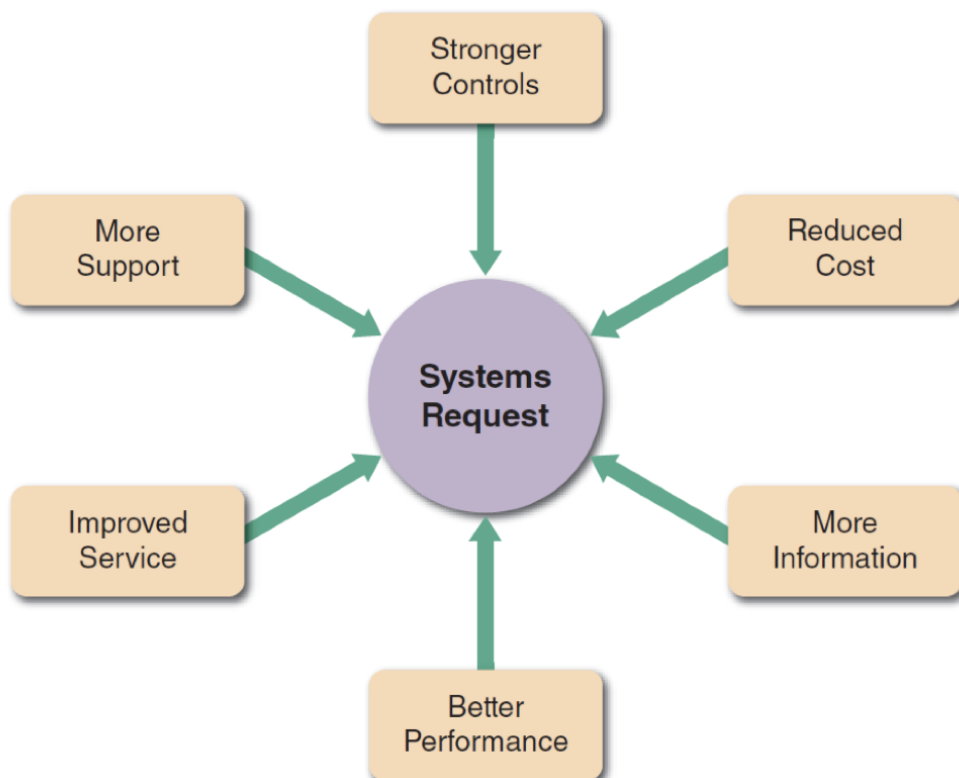 Stronger
Controls
More
Support
Reduced
Cost
Systems
Request
Improved
Service
More
Information
Better
Performance